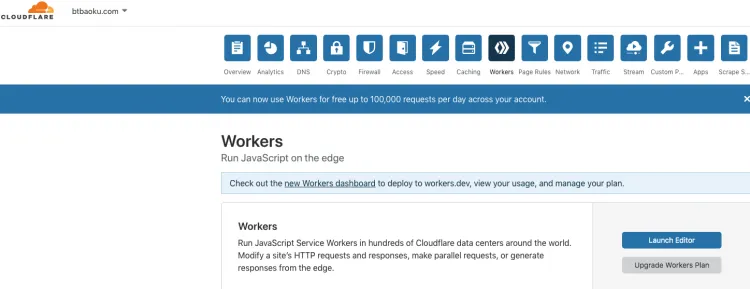 CLOUDFLARE
btbaoku.com
Overview Analytics DNS Crypto Firewall Access Speed Caching Workers Page Rules Network Traffic Stream Custom P... Apps Scrape S...
You can now use Workers for free up to 100,000 requests per day across your account.
Workers
Run JavaScript on the edge
Check out the new Workers dashboard to deploy to workers.dev, view your usage, and manage your plan.
Workers
Run JavaScript Service Workers in hundreds of Cloudflare data centers around the world.
Modify a site's HTTP requests and responses, make parallel requests, or generate
responses from the edge.
Launch Editor
Upgrade Workers Plan